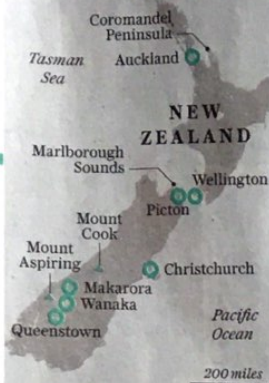 Coromandel
Peninsula
Tasman
Sea
Auckland
NEW
ZEALAND
Marlborough
Sounds
Wellington
Picton
Mount
Cook
Mount
Aspiring
Christchurch
Makarora
Wanaka
Queenstown
Pacific
Ocean
200 miles